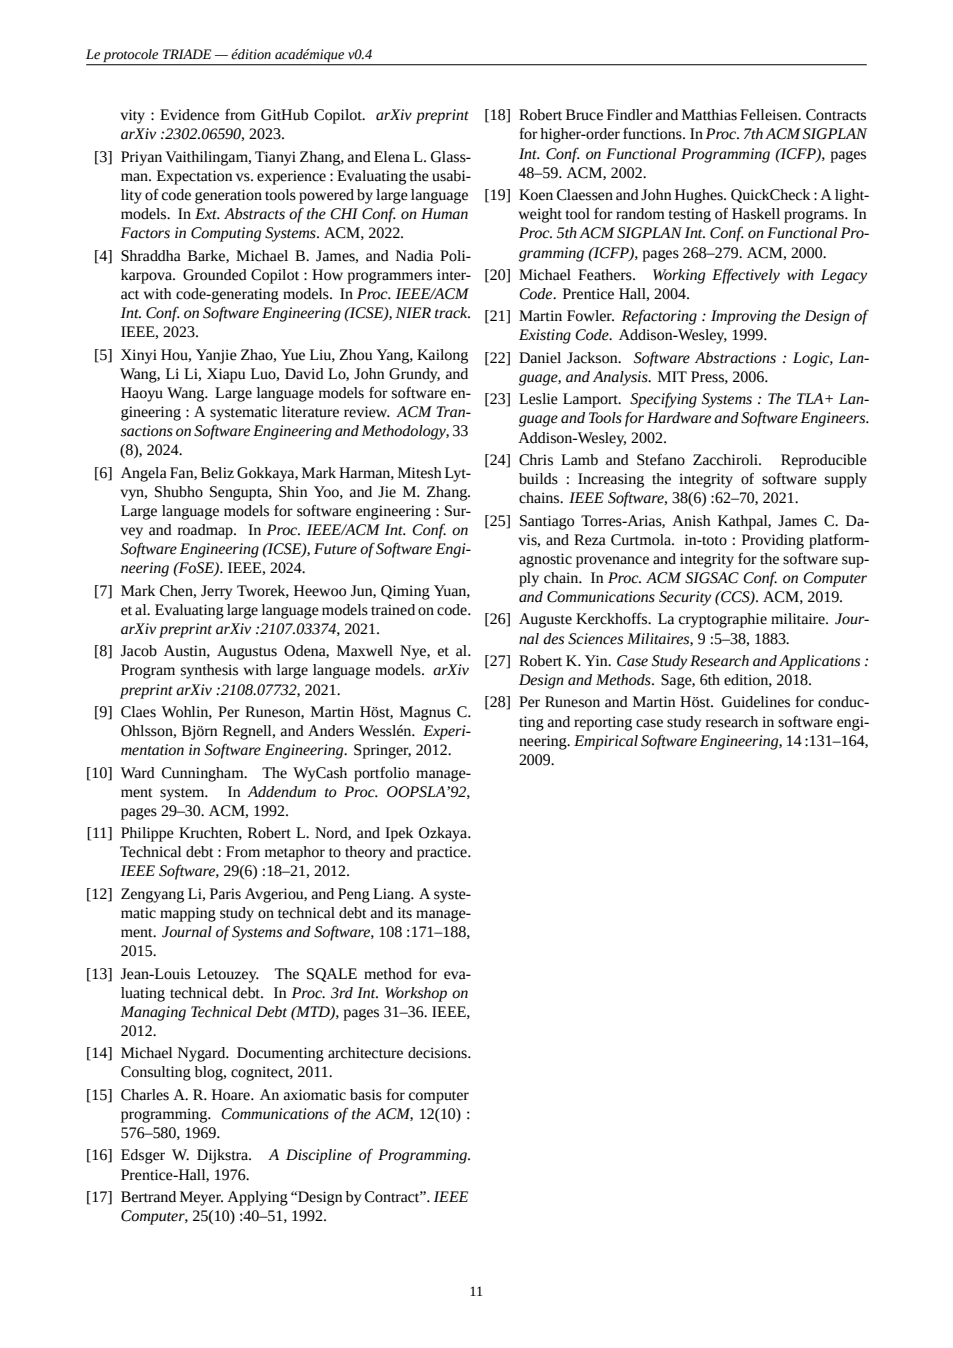 Le protocole TRIADE — édition académique v0.4
vity : Evidence from GitHub Copilot. arXiv preprint
arXiv :2302.06590, 2023.
[3] Priyan Vaithilingam, Tianyi Zhang, and Elena L. Glass-
man. Expectation vs. experience : Evaluating the usabi-
lity of code generation tools powered by large language
models. In Ext. Abstracts of the CHI Conf. on Human
Factors in Computing Systems. ACM, 2022.
[4] Shraddha Barke, Michael B. James, and Nadia Poli-
karpova. Grounded Copilot : How programmers inter-
act with code-generating models. In Proc. IEEE/ACM
Int. Conf. on Software Engineering (ICSE), NIER track.
IEEE, 2023.
[5] Xinyi Hou, Yanjie Zhao, Yue Liu, Zhou Yang, Kailong
Wang, Li Li, Xiapu Luo, David Lo, John Grundy, and
Haoyu Wang. Large language models for software en-
gineering : A systematic literature review. ACM Tran-
sactions on Software Engineering and Methodology, 33
(8), 2024.
[6] Angela Fan, Beliz Gokkaya, Mark Harman, Mitesh Lyt-
vyn, Shubho Sengupta, Shin Yoo, and Jie M. Zhang.
Large language models for software engineering : Sur-
vey and roadmap. In Proc. IEEE/ACM Int. Conf. on
Software Engineering (ICSE), Future of Software Engi-
neering (FoSE). IEEE, 2024.
[7] Mark Chen, Jerry Tworek, Heewoo Jun, Qiming Yuan,
et al. Evaluating large language models trained on code.
arXiv preprint arXiv :2107.03374, 2021.
[8] Jacob Austin, Augustus Odena, Maxwell Nye, et al.
Program synthesis with large language models. arXiv
preprint arXiv :2108.07732, 2021.
[9] Claes Wohlin, Per Runeson, Martin Höst, Magnus C.
Ohlsson, Björn Regnell, and Anders Wesslén. Experi-
mentation in Software Engineering. Springer, 2012.
[10] Ward Cunningham. The WyCash portfolio manage-
ment system. In Addendum to Proc. OOPSLA’92,
pages 29–30. ACM, 1992.
[11] Philippe Kruchten, Robert L. Nord, and Ipek Ozkaya.
Technical debt : From metaphor to theory and practice.
IEEE Software, 29(6) :18–21, 2012.
[12] Zengyang Li, Paris Avgeriou, and Peng Liang. A syste-
matic mapping study on technical debt and its manage-
ment. Journal of Systems and Software, 108 :171–188,
2015.
[13] Jean-Louis Letouzey. The SQALE method for eva-
luating technical debt. In Proc. 3rd Int. Workshop on
Managing Technical Debt (MTD), pages 31–36. IEEE,
2012.
[14] Michael Nygard. Documenting architecture decisions.
Consulting blog, cognitect, 2011.
[15] Charles A. R. Hoare. An axiomatic basis for computer
programming. Communications of the ACM, 12(10) :
576–580, 1969.
[16] Edsger W. Dijkstra. A Discipline of Programming.
Prentice-Hall, 1976.
[17] Bertrand Meyer. Applying “Design by Contract”. IEEE
Computer, 25(10) :40–51, 1992.
[18] Robert Bruce Findler and Matthias Felleisen. Contracts
for higher-order functions. In Proc. 7th ACM SIGPLAN
Int. Conf. on Functional Programming (ICFP), pages
48–59. ACM, 2002.
[19] Koen Claessen and John Hughes. QuickCheck : A light-
weight tool for random testing of Haskell programs. In
Proc. 5th ACM SIGPLAN Int. Conf. on Functional Pro-
gramming (ICFP), pages 268–279. ACM, 2000.
[20] Michael Feathers. Working Effectively with Legacy
Code. Prentice Hall, 2004.
[21] Martin Fowler. Refactoring : Improving the Design of
Existing Code. Addison-Wesley, 1999.
[22] Daniel Jackson. Software Abstractions : Logic, Lan-
guage, and Analysis. MIT Press, 2006.
[23] Leslie Lamport. Specifying Systems : The TLA+ Lan-
guage and Tools for Hardware and Software Engineers.
Addison-Wesley, 2002.
[24] Chris Lamb and Stefano Zacchiroli. Reproducible
builds : Increasing the integrity of software supply
chains. IEEE Software, 38(6) :62–70, 2021.
[25] Santiago Torres-Arias, Anish Kathpal, James C. Da-
vis, and Reza Curtmola. in-toto : Providing platform-
agnostic provenance and integrity for the software sup-
ply chain. In Proc. ACM SIGSAC Conf. on Computer
and Communications Security (CCS). ACM, 2019.
[26] Auguste Kerckhoffs. La cryptographie militaire. Jour-
nal des Sciences Militaires, 9 :5–38, 1883.
[27] Robert K. Yin. Case Study Research and Applications :
Design and Methods. Sage, 6th edition, 2018.
[28] Per Runeson and Martin Höst. Guidelines for conduc-
ting and reporting case study research in software engi-
neering. Empirical Software Engineering, 14 :131–164,
2009.
11